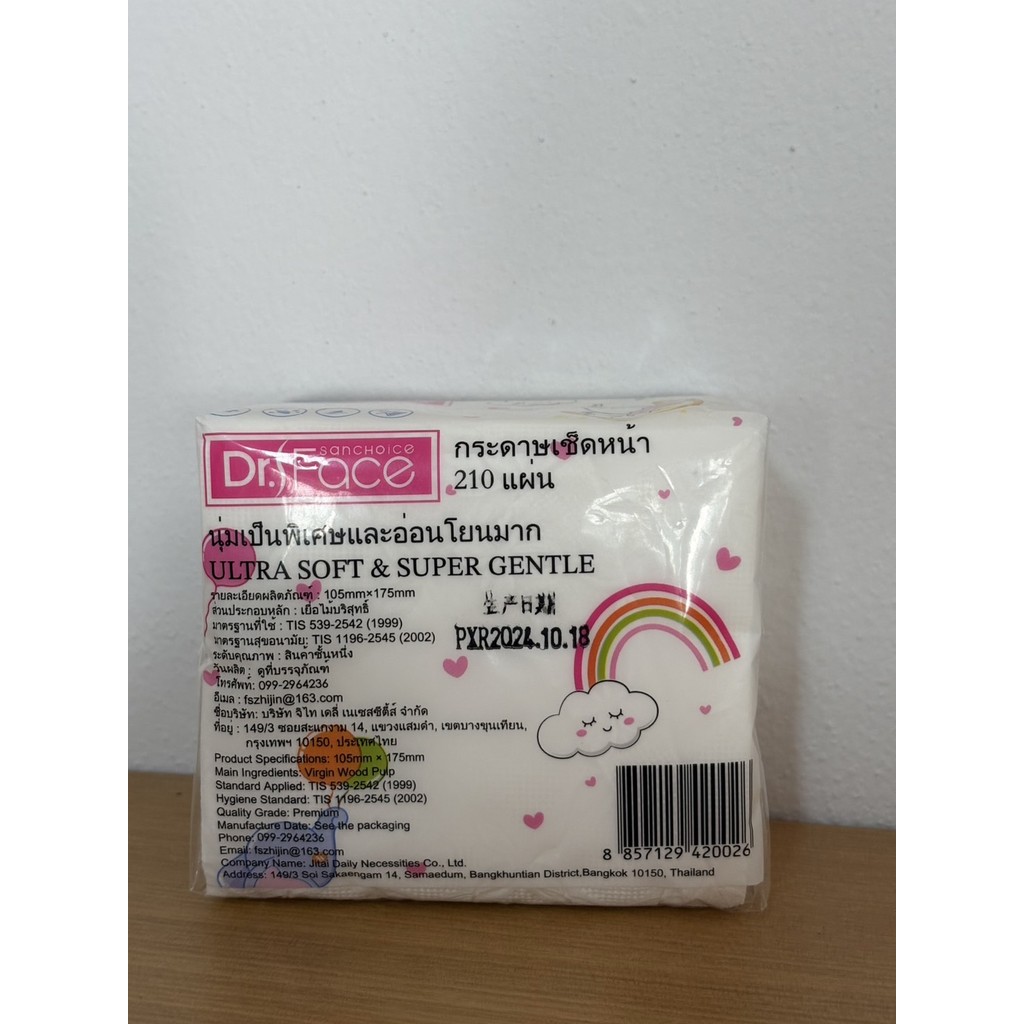 SANCHOICE
Dr. Face
กระดาษเช็ดหน้า
210 แผ่น
นุ่มเป็นพิเศษและอ่อนโยนมาก
ULTRA SOFT & SUPER GENTLE
รายละเอียดผลิตภัณฑ์ : 105mm×175mm
ส่วนประกอบหลัก : เยื่อไม้บริสุทธิ์
มาตรฐานที่ใช้ : TIS 539-2542 (1999)
มาตรฐานสุขอนามัย: TIS 1196-2545 (2002)
ระดับคุณภาพ : สินค้าชั้นหนึ่ง
วันผลิต : ดูที่บรรจุภัณฑ์
โทรศัพท์: 099-2964236
อีเมล : fszhijin@163.com
ชื่อบริษัท: บริษัท จิไท เดลี่ เนเซสซิตี้ส์ จำกัด
ที่อยู่ : 149/3 ซอยสะแกงาม 14, แขวงแสมดำ, เขตบางขุนเทียน,
กรุงเทพฯ 10150, ประเทศไทย
Product Specifications: 105mm × 175mm
Main Ingredients: Virgin Wood Pulp
Standard Applied: TIS 539-2542 (1999)
Hygiene Standard: TIS 1196-2545 (2002)
Quality Grade: Premium
Manufacture Date: See the packaging
Phone: 099-2964236
Email: fszhijin@163.com
Company Name: Jitai Daily Necessities Co., Ltd.
Address: 149/3 Soi Sakaengam 14, Samaedum, Bangkhuntian District,Bangkok 10150, Thailand
生产日期
PXR2024.10.18
8 857129 420026